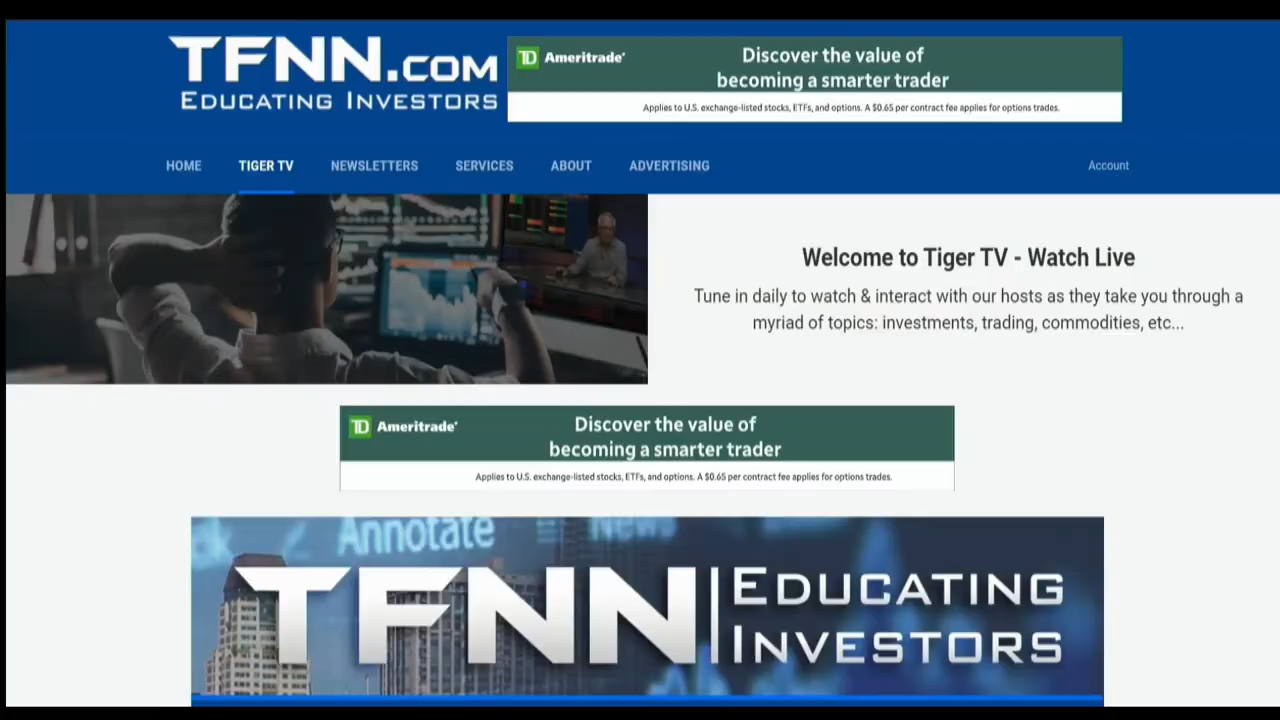 TFNN.COM
EDUCATING INVESTORS
TD Ameritrade
Discover the value of
becoming a smarter trader
Applies to U.S. exchange-listed stocks, ETFs, and options. A $0.65 per contract fee applies for options trades.
HOME TIGER TV NEWSLETTERS SERVICES ABOUT ADVERTISING Account
Welcome to Tiger TV - Watch Live
Tune in daily to watch & interact with our hosts as they take you through a
myriad of topics: investments, trading, commodities, etc...
TD Ameritrade
Discover the value of
becoming a smarter trader
Applies to U.S. exchange-listed stocks, ETFs, and options. A $0.65 per contract fee applies for options trades.
Annotate News
TFNN EDUCATING
INVESTORS